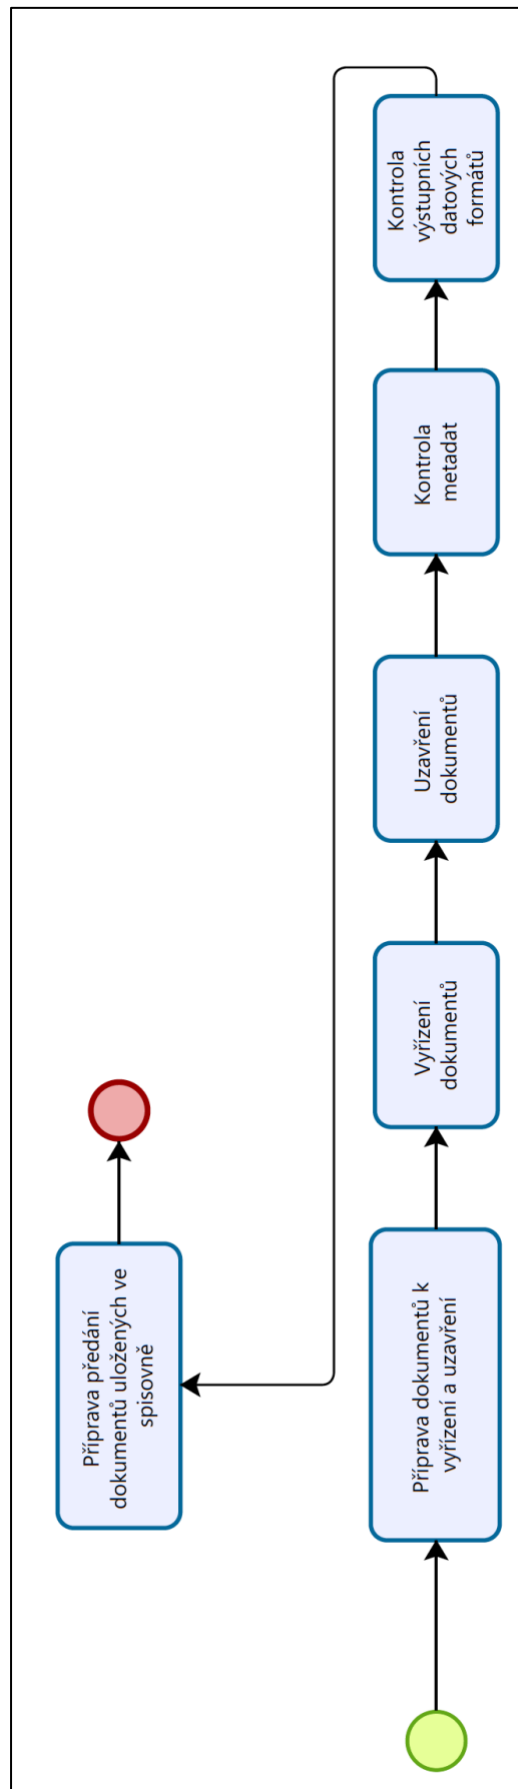 Příprava dokumentů k
vyřízení a uzavření
Vyřízení
dokumentů
Uzavření
dokumentů
Kontrola
metadat
Kontrola
výstupních
datových
formátů
Příprava předání
dokumentů uložených ve
spisovně